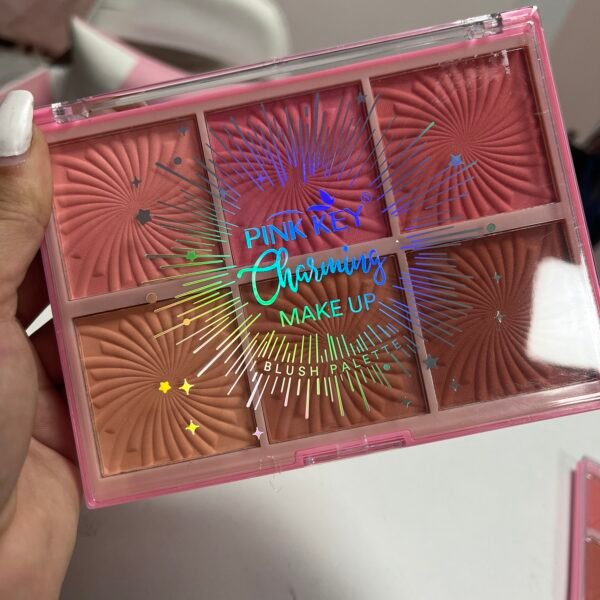 PINK KEY®
Charming
MAKE UP
BLUSH PALETTE